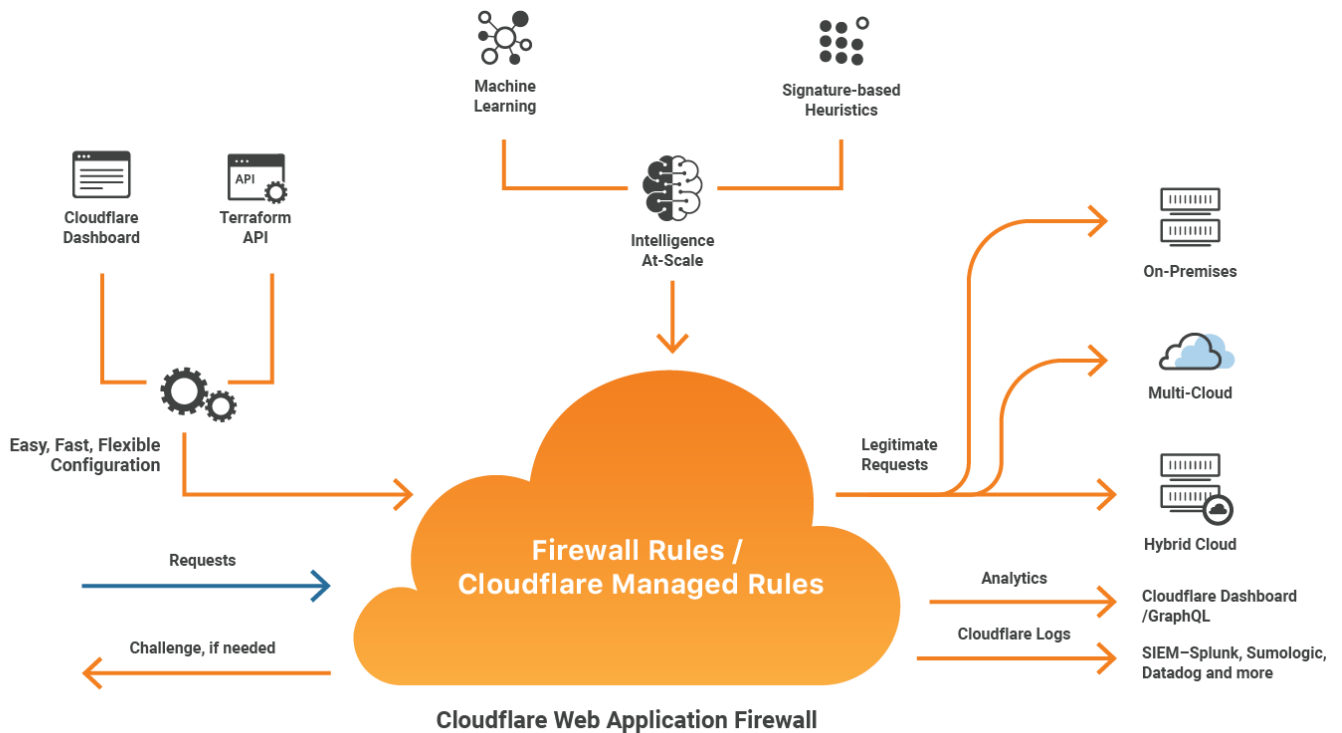 Machine
Learning
Signature-based
Heuristics
Cloudflare
Dashboard
API
Terraform
API
Intelligence
At-Scale
On-Premises
Multi-Cloud
Easy, Fast, Flexible
Configuration
Legitimate
Requests
Hybrid Cloud
Firewall Rules /
Cloudflare Managed Rules
Requests
Challenge, if needed
Analytics
Cloudflare Dashboard
/GraphQL
Cloudflare Logs
SIEM–Splunk, Sumologic,
Datadog and more
Cloudflare Web Application Firewall